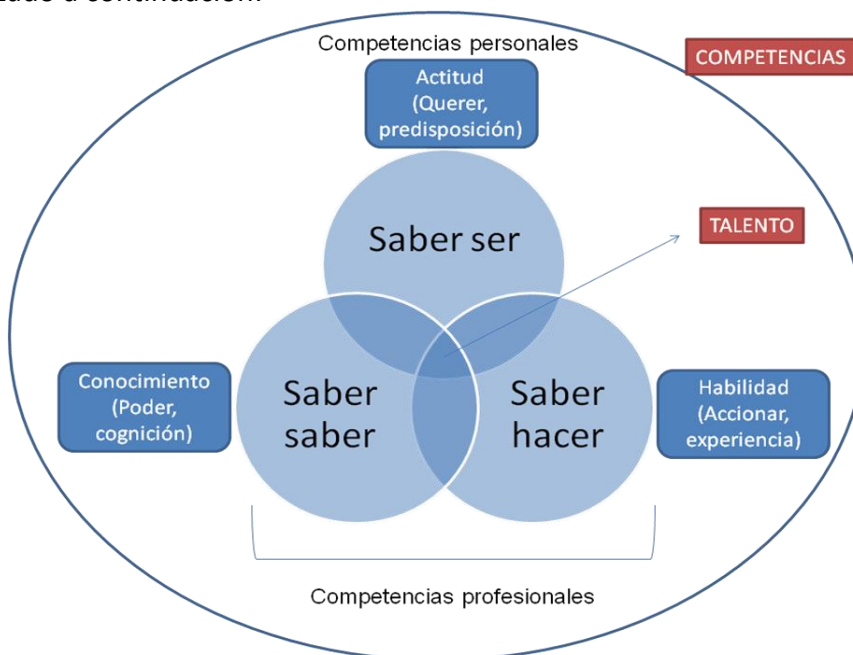 a continuación.
Competencias personales
COMPETENCIAS
Actitud
(Querer,
predisposición)
TALENTO
Saber ser
Conocimiento
(Poder,
cognición)
Saber
saber
Saber
hacer
Habilidad
(Accionar,
experiencia)
Competencias profesionales